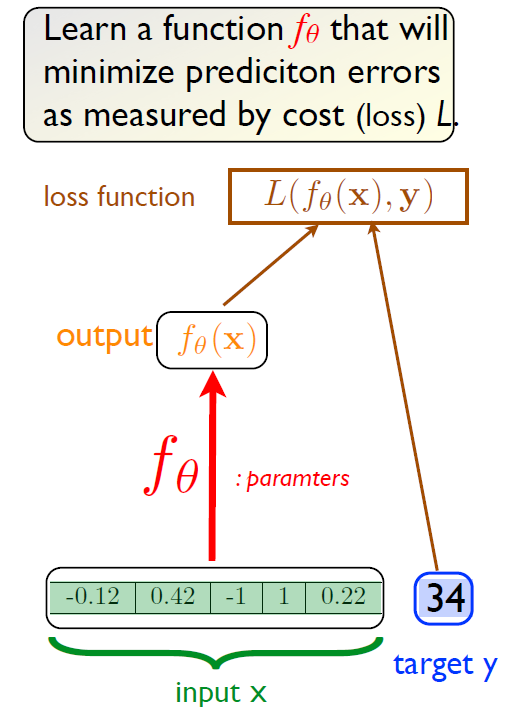 Learn a function fθ that will
minimize prediciton errors
as measured by cost (loss) L.
loss function L(fθ(x), y)
output fθ(x)
fθ : paramters
-0.12 0.42 -1 1 0.22 34
target y
input x